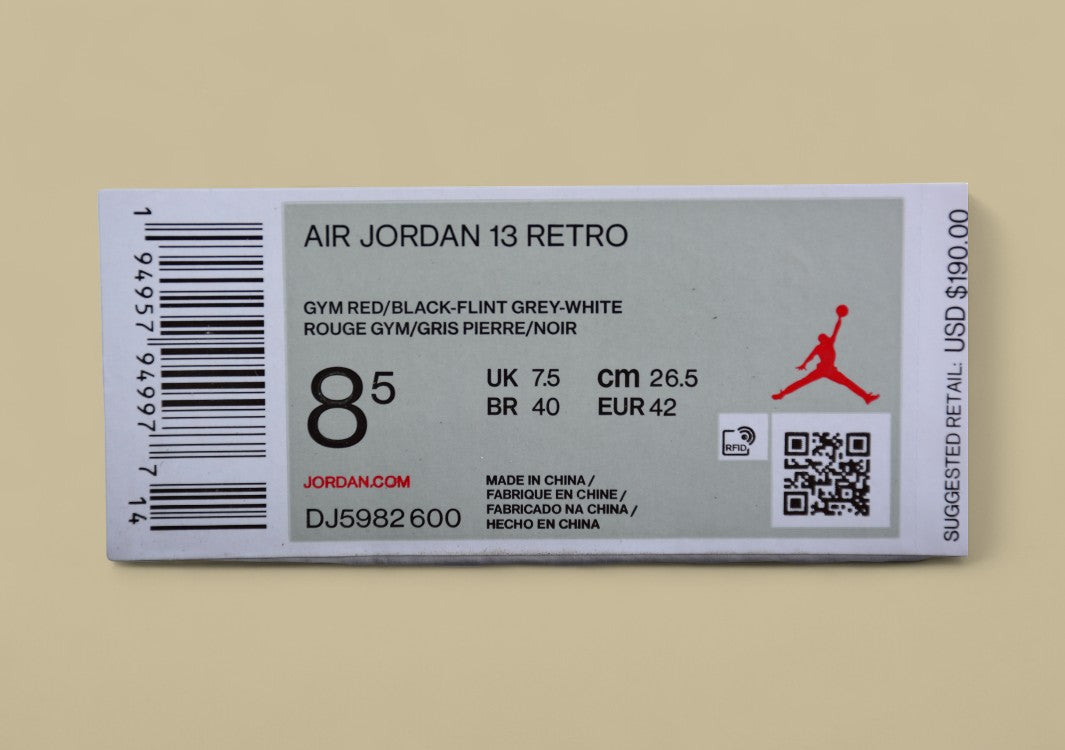 AIR JORDAN 13 RETRO
GYM RED/BLACK-FLINT GREY-WHITE
ROUGE GYM/GRIS PIERRE/NOIR
8 5
UK 7.5 cm 26.5
BR 40 EUR 42
JORDAN.COM
DJ5982 600
MADE IN CHINA /
FABRIQUE EN CHINE /
FABRICADO NA CHINA /
HECHO EN CHINA
RFID
SUGGESTED RETAIL: USD $190.00
1 94957 94997 7 14